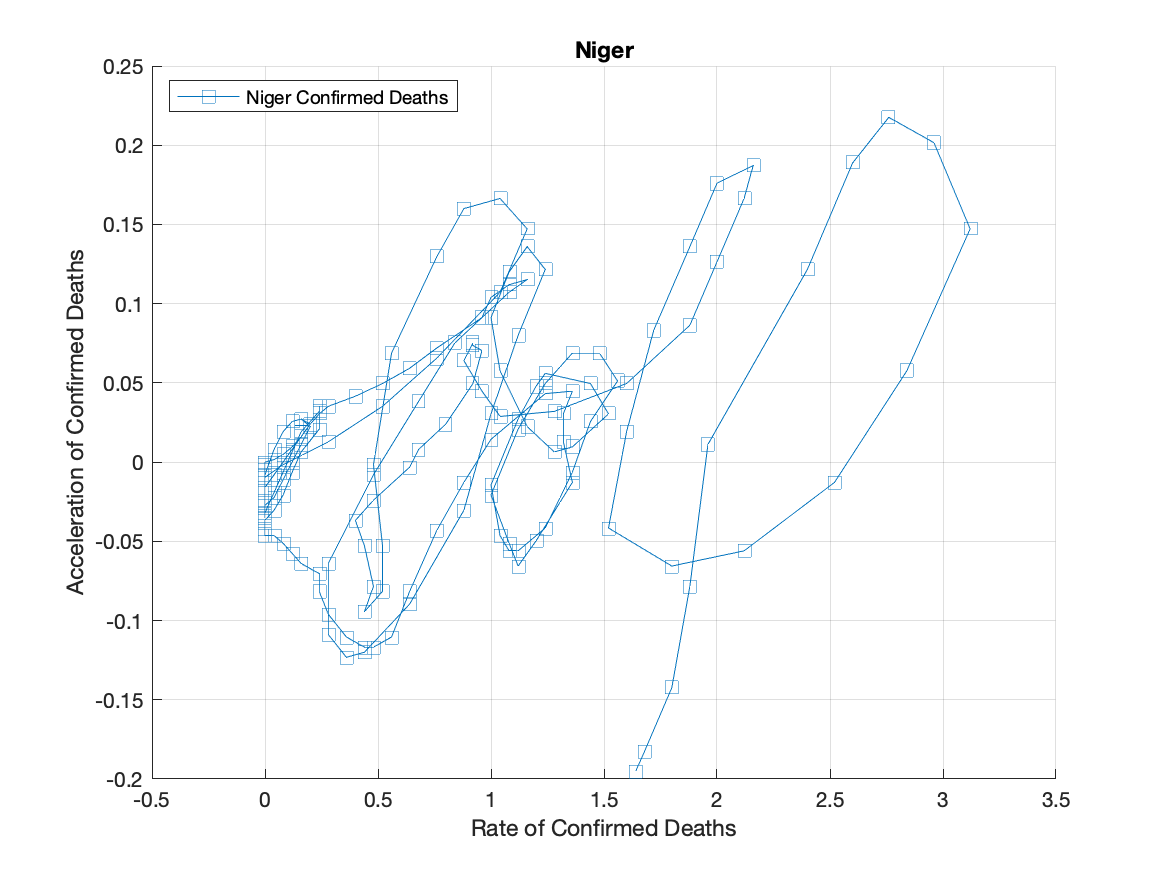 Niger
Niger Confirmed Deaths
0.25
0.2
0.15
0.1
0.05
0
-0.05
-0.1
-0.15
-0.2
Acceleration of Confirmed Deaths
-0.5 0 0.5 1 1.5 2 2.5 3 3.5
Rate of Confirmed Deaths